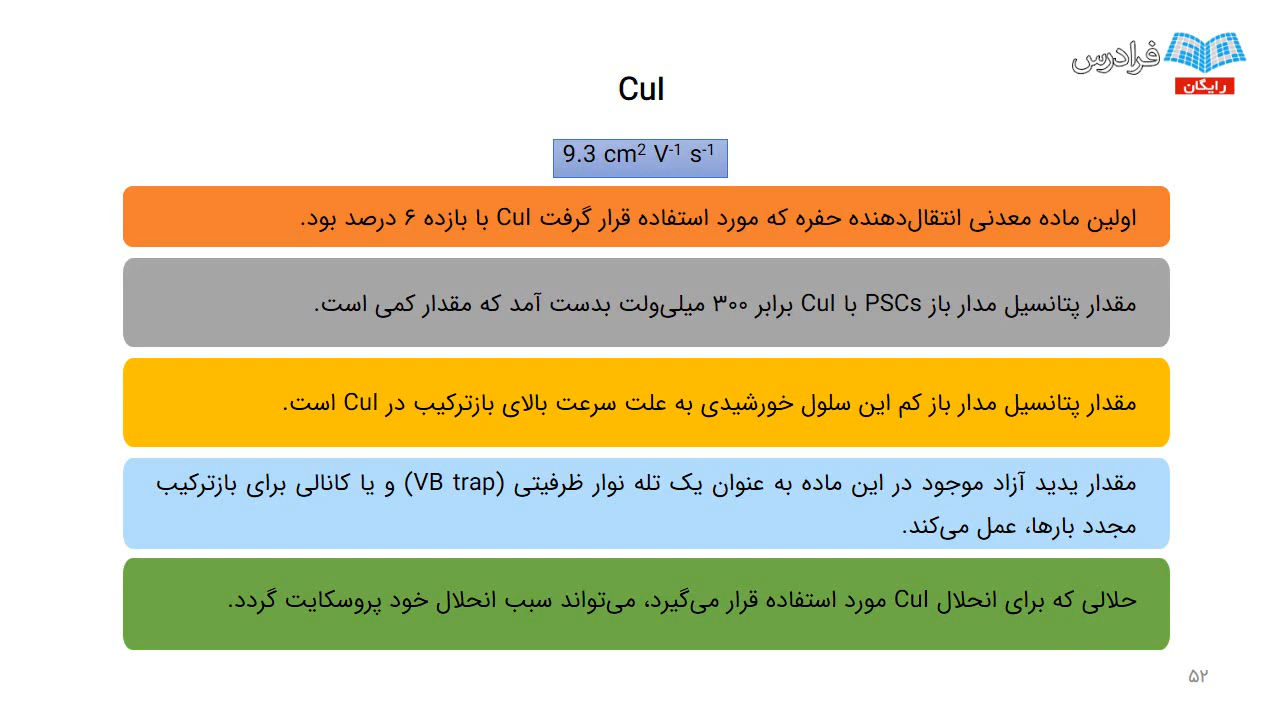 فرادرس
رایگان
CuI
9.3 cm² V⁻¹ s⁻¹
اولین ماده معدنی انتقال‌دهنده حفره که مورد استفاده قرار گرفت CuI با بازده ۶ درصد بود.
مقدار پتانسیل مدار باز PSCs با CuI برابر ۳۰۰ میلی‌ولت بدست آمد که مقدار کمی است.
مقدار پتانسیل مدار باز کم این سلول خورشیدی به علت سرعت بالای بازترکیب در CuI است.
مقدار یدید آزاد موجود در این ماده به عنوان یک تله نوار ظرفیتی (VB trap) و یا کانالی برای بازترکیب
مجدد بارها، عمل می‌کند.
حلالی که برای انحلال CuI مورد استفاده قرار می‌گیرد، می‌تواند سبب انحلال خود پروسکایت گردد.
۵۲